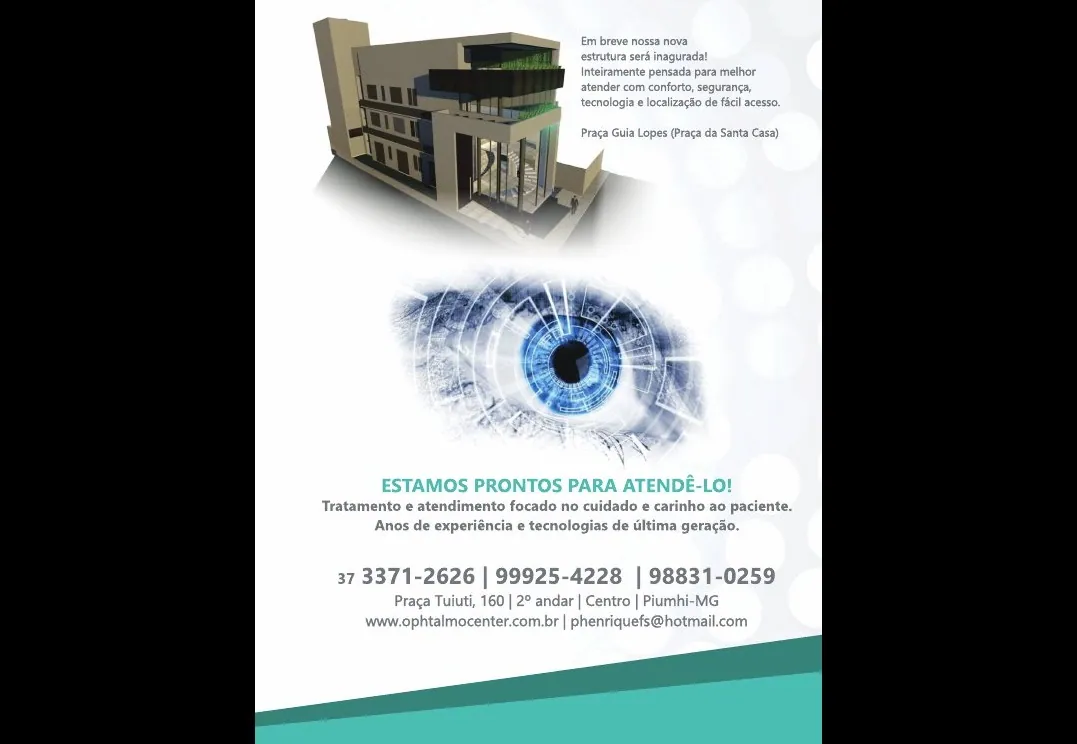 Em breve nossa nova
estrutura será inagurada!
Inteiramente pensada para melhor
atender com conforto, segurança,
tecnologia e localização de fácil acesso.
Praça Guia Lopes (Praça da Santa Casa)
ESTAMOS PRONTOS PARA ATENDÊ-LO!
Tratamento e atendimento focado no cuidado e carinho ao paciente.
Anos de experiência e tecnologias de última geração.
37 3371-2626 | 99925-4228 | 98831-0259
Praça Tuiuti, 160 | 2º andar | Centro | Piumhi-MG
www.ophtalmocenter.com.br | phenriquefs@hotmail.com